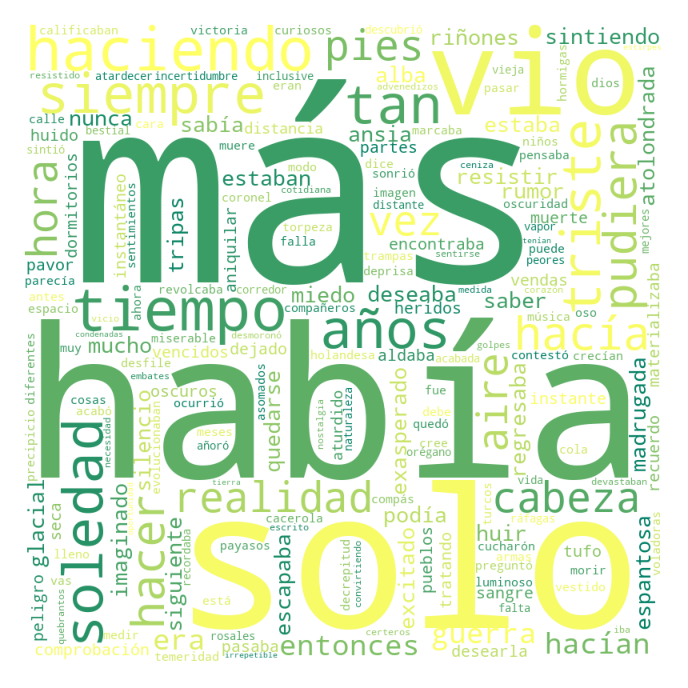 calificaban
victoria
curiosos
descubrió
haciendo
pies
riñones
sintiendo
vio
resistido
atardecer
incertidumbre
inclusive
alba
vieja
hormigas
siempre
eran
advenedizos
pasar
dios
tan
calle
nunca
bestial
cara
sabía
distancia
ansia
marcaba
estaba
niños
triste
atolondrada
huido
sintió
muere
modo
dice
partes
pensaba
más
hora
dormitorios
instantáneo
sentimientos
tripas
estaban
cotidiana
sonrió
ceniza
resistir
rumor
oscuridad
pudiera
coronel
imagen
distante
muerte
mejores
pavor
aniquilar
torpeza
vez
vapor
parecía
falla
encontraba
tenían
hacía
antes
ahora
revolcaba
corredor
trampas
deprisa
sentirse
puede
peores
espacio
tiempo
miedo
deseaba
vendas
corazón
materializaba
compañeros
heridos
medida
saber
música
oso
vicio
años
condenadas
desmoronó
golpes
contestó
crecían
muy
mucho
miserable
vencidos
dejado
holandesa
acabada
aldaba
desfile
embates
precipicio
diferentes
había
aire
cosas
oscuros
asomados
exasperado
fue
debe
instante
madrugada
recuerdo
acabó
ocurrió
quedarse
nostalgia
naturaleza
quedó
regresaba
silencio
evolucionaban
meses
añoró
aturdido
cree
orégano
cola
soledad
glacial
seca
necesidad
tierra
vida
devastaban
hacer
imaginado
realidad
compás
cabeza
turcos
ráfagas
voladoras
cacerola
podía
lleno
siguiente
recordaba
payasos
escrito
solo
excitado
pueblos
tratando
huir
cucharón
tufo
espantosa
peligro
vas
quebrantos
escapaba
decrepitud
convirtiendo
preguntó
armas
luminoso
morir
está
sangre
vestido
falta
medir
era
rosales
certeros
guerra
iba
comprobación
temeridad
pasaba
irrepetible
entonces
desearla
hacían